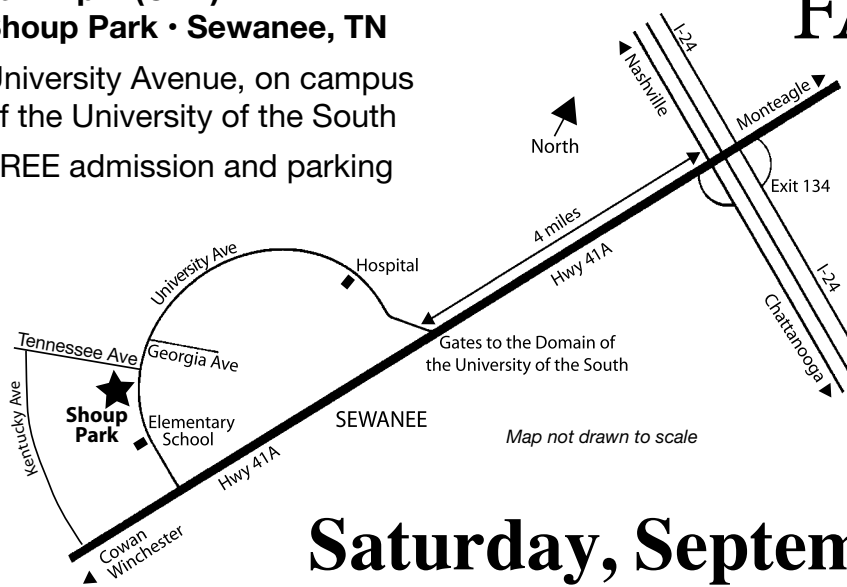 Shoup Park • Sewanee, TN
University Avenue, on campus
of the University of the South
FREE admission and parking
I-24
Nashville
Monteagle
North
Exit 134
4 miles
Hwy 41A
University Ave
Hospital
I-24
Chattanooga
Gates to the Domain of
the University of the South
Tennessee Ave
Georgia Ave
Kentucky Ave
Shoup
Park
Elementary
School
SEWANEE
Map not drawn to scale
Hwy 41A
Cowan
Winchester
Saturday, Septem